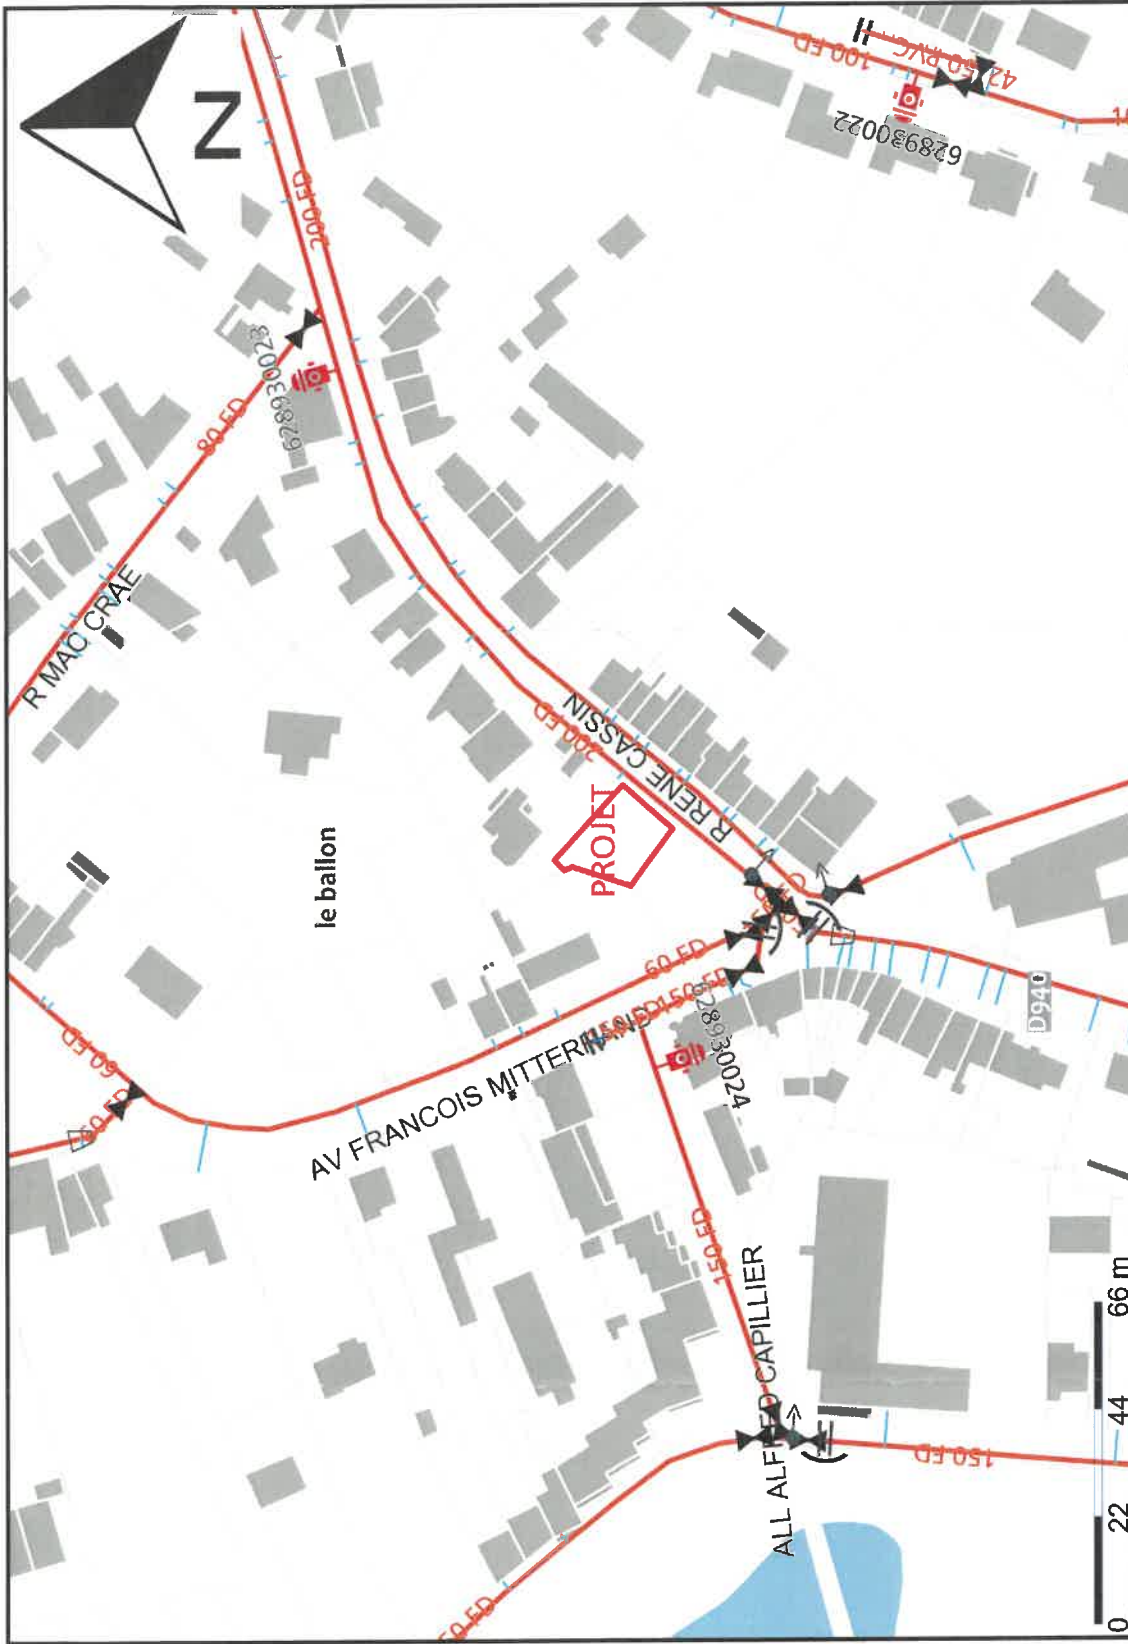 N
200 FD
100 FD
42/50 PVC
628930022
628930023
80 FD
R MAC CRAE
200 FD
R RENE CASSIN
PROJET
le ballon
60 FD
60 FD
150 FD
628930024
AV FRANCOIS MITTERRAND
D940
150 FD
ALL ALFRED CAPILLIER
150 FD
0 22 44 66 m